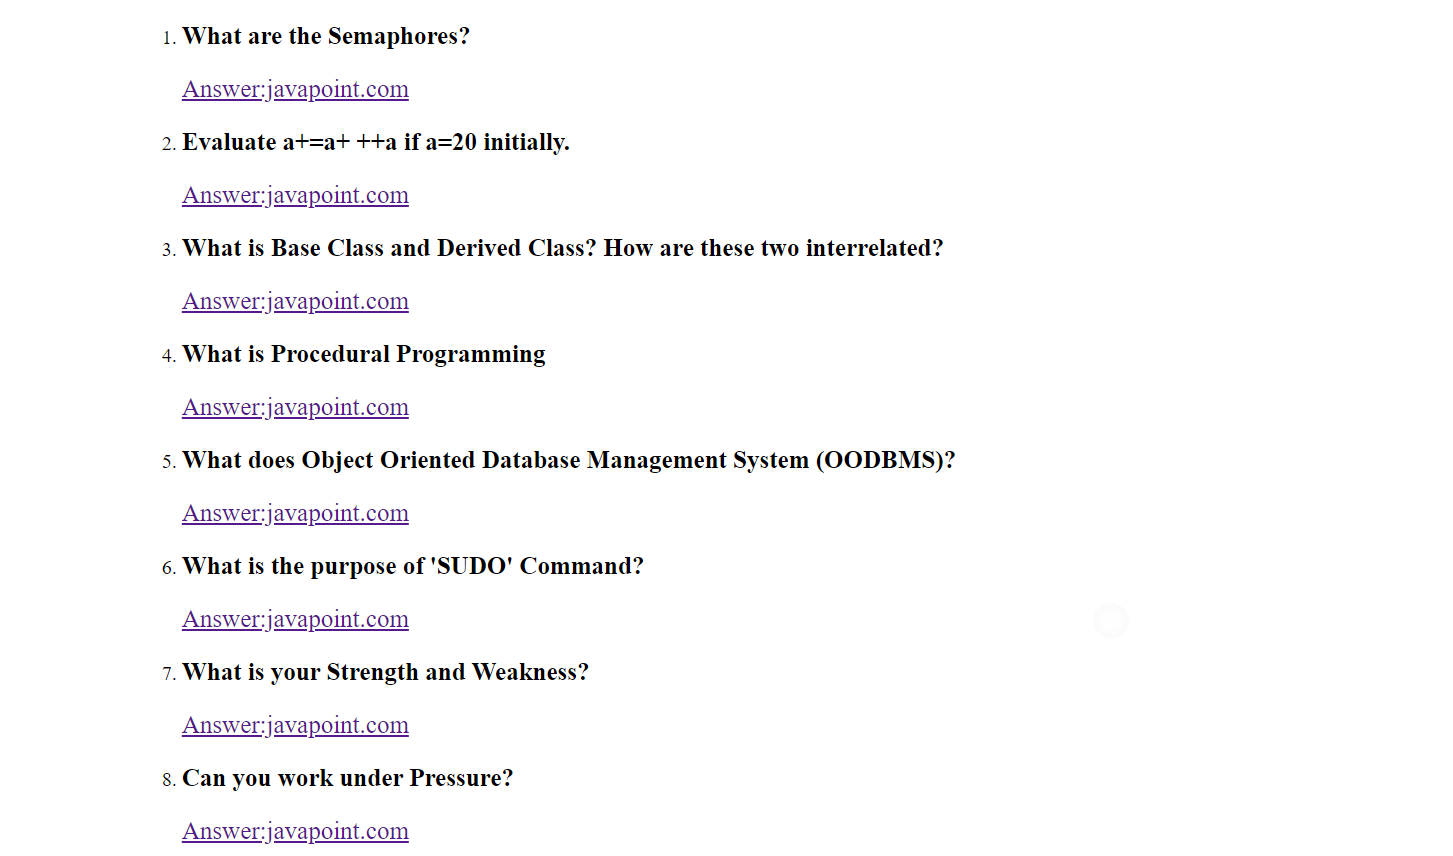 1. What are the Semaphores?
Answer:javapoint.com
2. Evaluate a+=a+ ++a if a=20 initially.
Answer:javapoint.com
3. What is Base Class and Derived Class? How are these two interrelated?
Answer:javapoint.com
4. What is Procedural Programming
Answer:javapoint.com
5. What does Object Oriented Database Management System (OODBMS)?
Answer:javapoint.com
6. What is the purpose of 'SUDO' Command?
Answer:javapoint.com
7. What is your Strength and Weakness?
Answer:javapoint.com
8. Can you work under Pressure?
Answer:javapoint.com